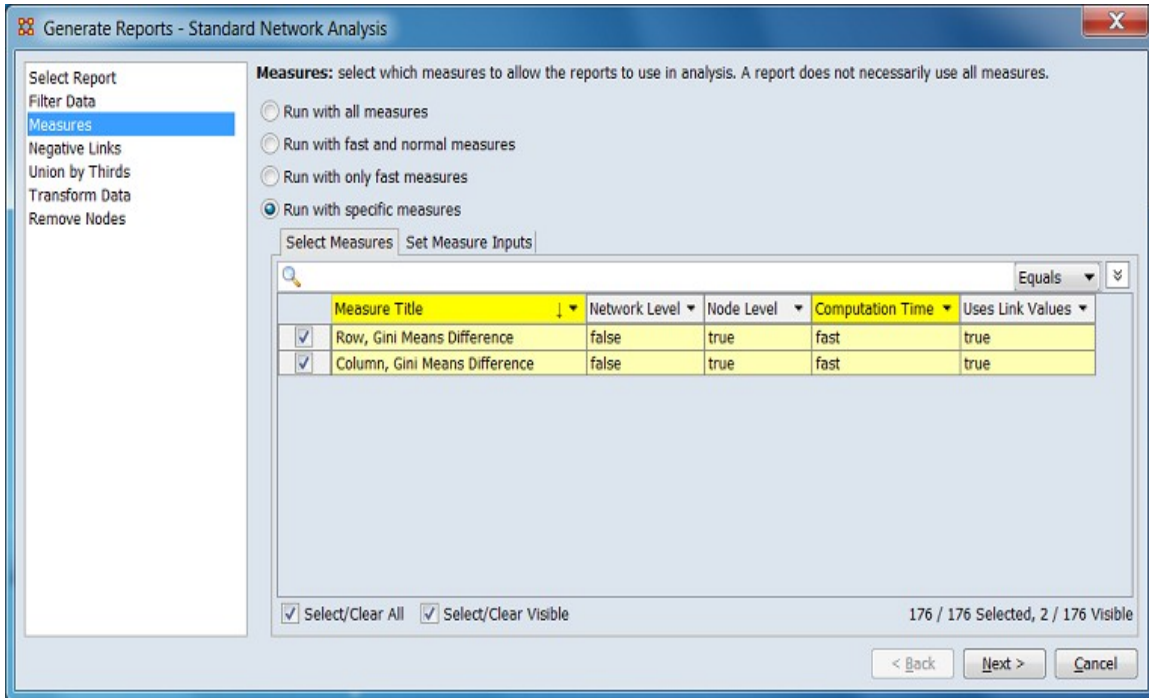 Generate Reports - Standard Network Analysis
X
Select Report
Filter Data
Measures
Negative Links
Union by Thirds
Transform Data
Remove Nodes
Measures: select which measures to allow the reports to use in analysis. A report does not necessarily use all measures.
Run with all measures
Run with fast and normal measures
Run with only fast measures
Run with specific measures
Select Measures Set Measure Inputs
Equals
Measure Title Network Level Node Level Computation Time Uses Link Values
Row, Gini Means Difference false true fast true
Column, Gini Means Difference false true fast true
Select/Clear All Select/Clear Visible 176 / 176 Selected, 2 / 176 Visible
< Back Next > Cancel